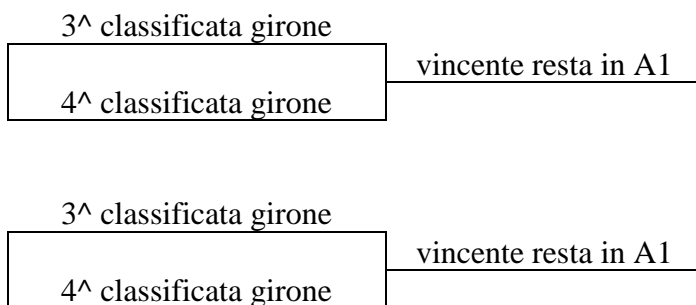 3^ classificata girone
vincente resta in A1
4^ classificata girone
3^ classificata girone
vincente resta in A1
4^ classificata girone